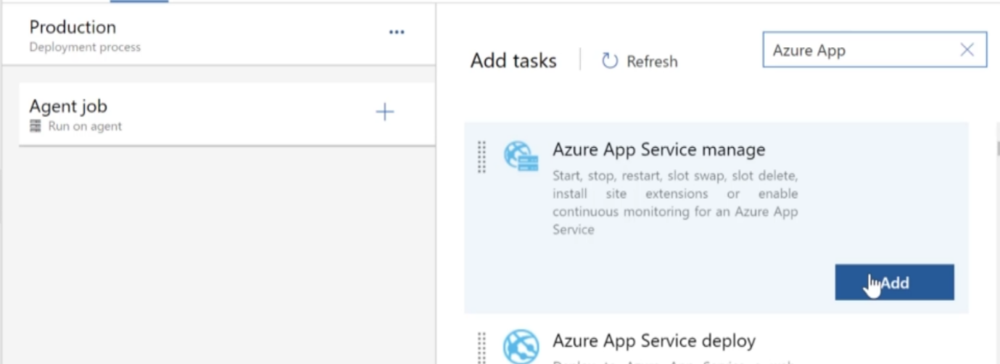 Production
Deployment process
Agent job
Run on agent
Add tasks
Refresh
Azure App
Azure App Service manage
Start, stop, restart, slot swap, slot delete,
install site extensions or enable
continuous monitoring for an Azure App
Service
Add
Azure App Service deploy